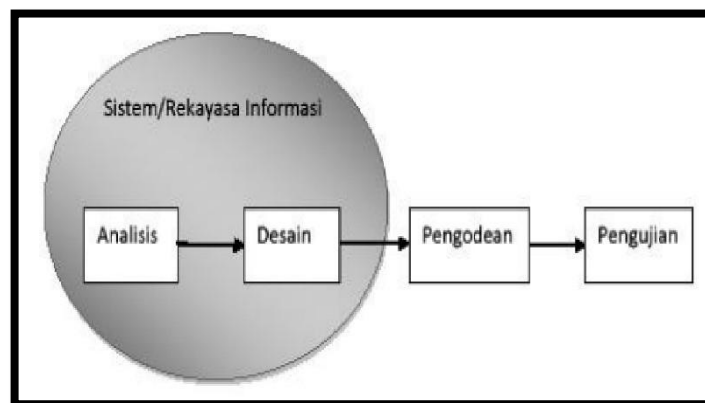 Sistem/Rekayasa Informasi
Analisis
Desain
Pengodean
Pengujian